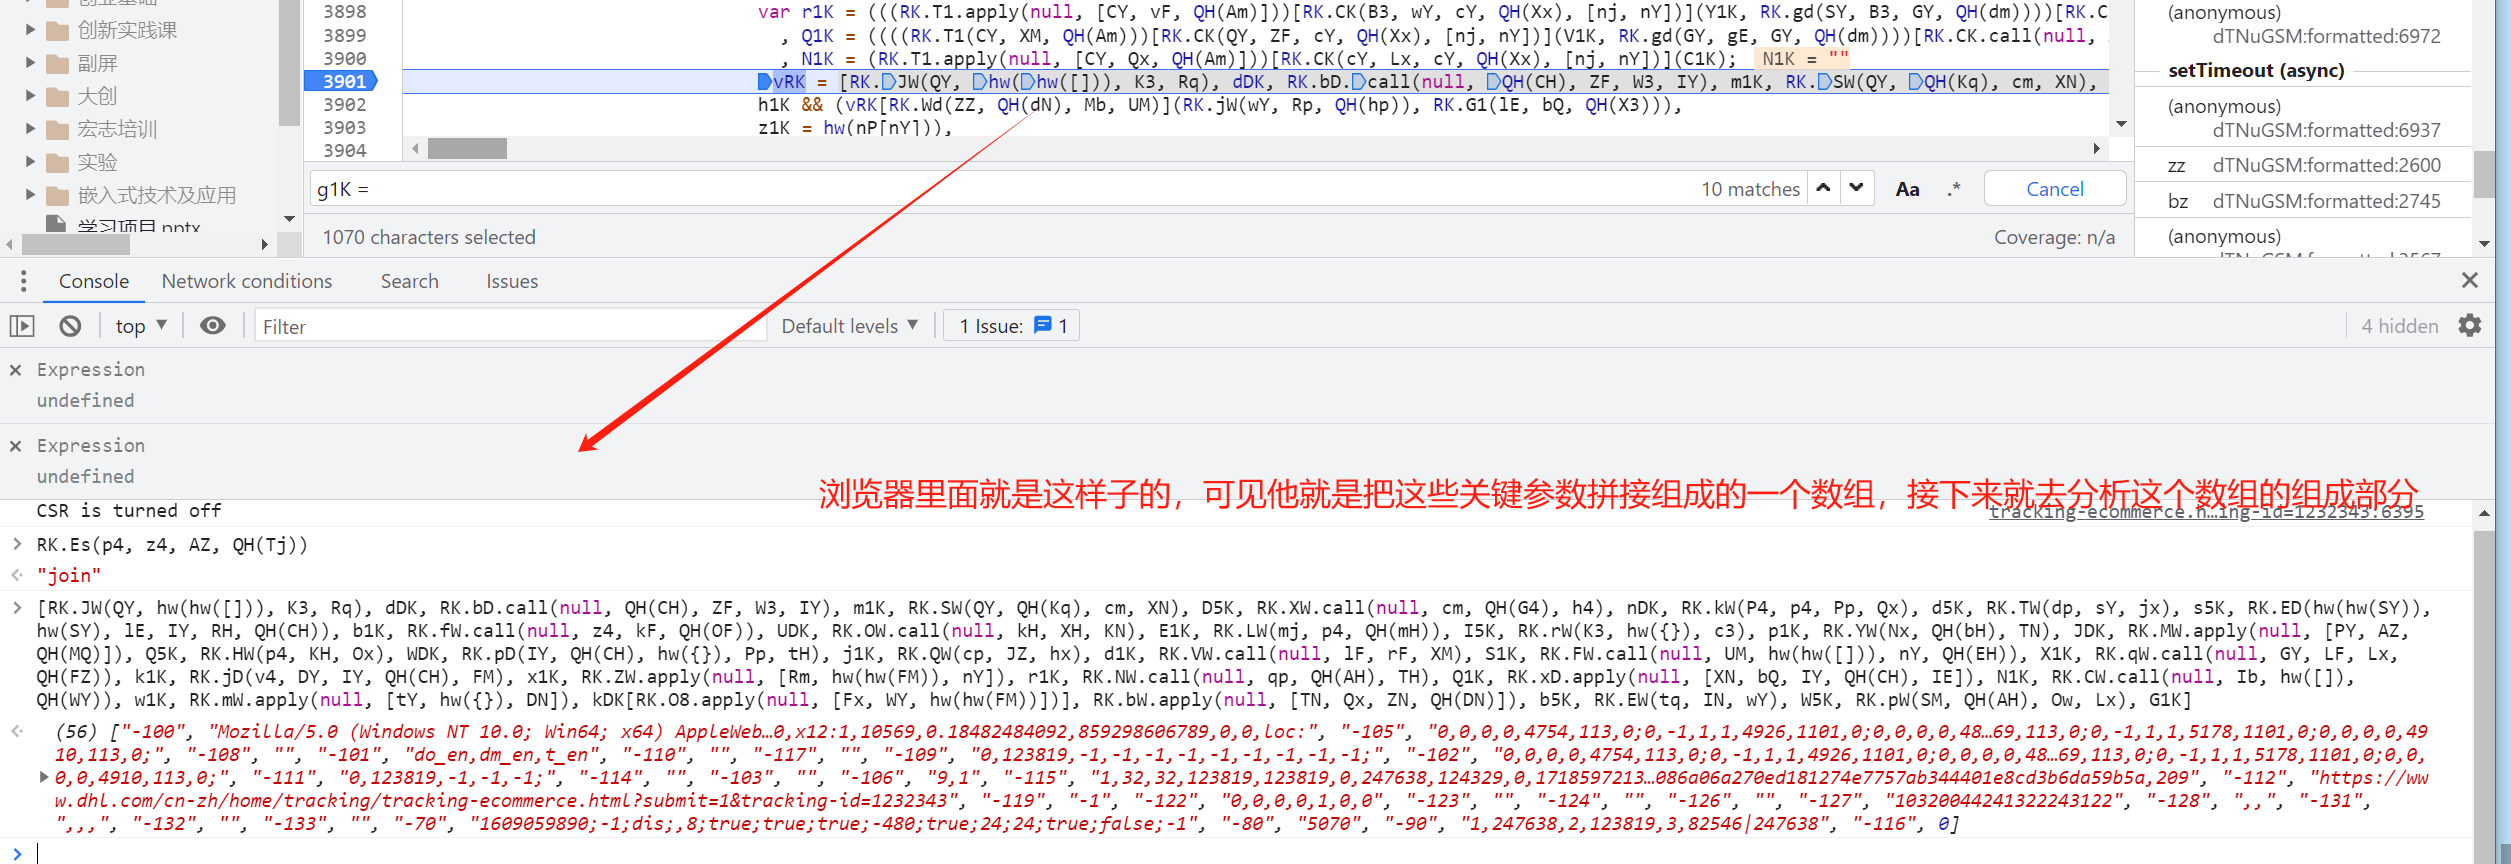 创业基础
创新实践课
副屏
大创
宏志培训
实验
嵌入式技术及应用
学习项目.pptx
3898 var r1K = (((RK.T1.apply(null, [CY, vF, QH(Am)]))[RK.CK(B3, wY, cY, QH(Xx), [nj, nY])](Y1K, RK.gd(SY, B3, GY, QH(dm))))[RK.C
3899 , Q1K = ((((RK.T1(CY, XM, QH(Am)))[RK.CK(QY, ZF, cY, QH(Xx), [nj, nY])](V1K, RK.gd(GY, gE, GY, QH(dm))))[RK.CK.call(null,
3900 , N1K = (RK.T1.apply(null, [CY, Qx, QH(Am)]))[RK.CK(cY, Lx, cY, QH(Xx), [nj, nY])](C1K); N1K = ""
3901 vRK = [RK.JW(QY, hw(hw([])), K3, Rq), dDK, RK.bD.call(null, QH(CH), ZF, W3, IY), m1K, RK.SW(QY, QH(Kq), cm, XN),
3902 h1K && (vRK[RK.Wd(ZZ, QH(dN), Mb, UM)](RK.jW(wY, Rp, QH(hp)), RK.G1(lE, bQ, QH(X3))),
3903 z1K = hw(nP[nY])),
3904
g1K =
10 matches
Aa
.*
Cancel
1070 characters selected
Coverage: n/a
(anonymous)
dTNuGSM:formatted:6972
setTimeout (async)
(anonymous)
dTNuGSM:formatted:6937
zz dTNuGSM:formatted:2600
bz dTNuGSM:formatted:2745
(anonymous)
Console Network conditions Search Issues
top
Filter
Default levels
1 Issue: 1
4 hidden
Expression
undefined
Expression
undefined
浏览器里面就是这样子的，可见他就是把这些关键参数拼接组成的一个数组，接下来就去分析这个数组的组成部分
CSR is turned off
tracking-ecommerce.h…ing-id=1232343:6395
RK.Es(p4, z4, AZ, QH(Tj))
"join"
[RK.JW(QY, hw(hw([])), K3, Rq), dDK, RK.bD.call(null, QH(CH), ZF, W3, IY), m1K, RK.SW(QY, QH(Kq), cm, XN), D5K, RK.XW.call(null, cm, QH(G4), h4), nDK, RK.kW(P4, p4, Pp, Qx), d5K, RK.TW(dp, sY, jx), s5K, RK.ED(hw(hw(SY)),
hw(SY), lE, IY, RH, QH(CH)), b1K, RK.fW.call(null, z4, kF, QH(OF)), UDK, RK.OW.call(null, kH, XH, KN), E1K, RK.LW(mj, p4, QH(mH)), I5K, RK.rW(K3, hw({}), c3), p1K, RK.YW(Nx, QH(bH), TN), JDK, RK.MW.apply(null, [PY, AZ,
QH(MQ)]), Q5K, RK.HW(p4, KH, Ox), WDK, RK.pD(IY, QH(CH), hw({}), Pp, tH), j1K, RK.QW(cp, JZ, hx), d1K, RK.VW.call(null, lF, rF, XM), S1K, RK.FW.call(null, UM, hw(hw([])), nY, QH(EH)), X1K, RK.qW.call(null, GY, LF, Lx,
QH(FZ)), k1K, RK.jD(v4, DY, IY, QH(CH), FM), x1K, RK.ZW.apply(null, [Rm, hw(hw(FM)), nY]), r1K, RK.NW.call(null, qp, QH(AH), TH), Q1K, RK.xD.apply(null, [XN, bQ, IY, QH(CH), IE]), N1K, RK.CW.call(null, Ib, hw([]),
QH(WY)), w1K, RK.mW.apply(null, [tY, hw({}), DN]), kDK[RK.O8.apply(null, [Fx, WY, hw(hw(FM))])], RK.bW.apply(null, [TN, Qx, ZN, QH(DN)]), b5K, RK.EW(tq, IN, wY), W5K, RK.pW(SM, QH(AH), Ow, Lx), G1K]
(56) ["-100", "Mozilla/5.0 (Windows NT 10.0; Win64; x64) AppleWeb…0,x12:1,10569,0.18482484092,859298606789,0,0,loc:", "-105", "0,0,0,0,4754,113,0;0,-1,1,1,4926,1101,0;0,0,0,0,48…69,113,0;0,-1,1,1,5178,1101,0;0,0,0,0,49
10,113,0;", "-108", "", "-101", "do_en,dm_en,t_en", "-110", "", "-117", "", "-109", "0,123819,-1,-1,-1,-1,-1,-1,-1,-1,-1;", "-102", "0,0,0,0,4754,113,0;0,-1,1,1,4926,1101,0;0,0,0,0,48…69,113,0;0,-1,1,1,5178,1101,0;0,0,
0,0,4910,113,0;", "-111", "0,123819,-1,-1,-1;", "-114", "", "-103", "", "-106", "9,1", "-115", "1,32,32,123819,123819,0,247638,124329,0,1718597213…086a06a270ed181274e7757ab344401e8cd3b6da59b5a,209", "-112", "https://ww
w.dhl.com/cn-zh/home/tracking/tracking-ecommerce.html?submit=1&tracking-id=1232343", "-119", "-1", "-122", "0,0,0,0,1,0,0", "-123", "", "-124", "", "-126", "", "-127", "10320044241322243122", "-128", ",,", "-131",
",,,", "-132", "", "-133", "", "-70", "1609059890;-1;dis;,8;true;true;true;-480;true;24;24;true;false;-1", "-80", "5070", "-90", "1,247638,2,123819,3,82546|247638", "-116", 0]